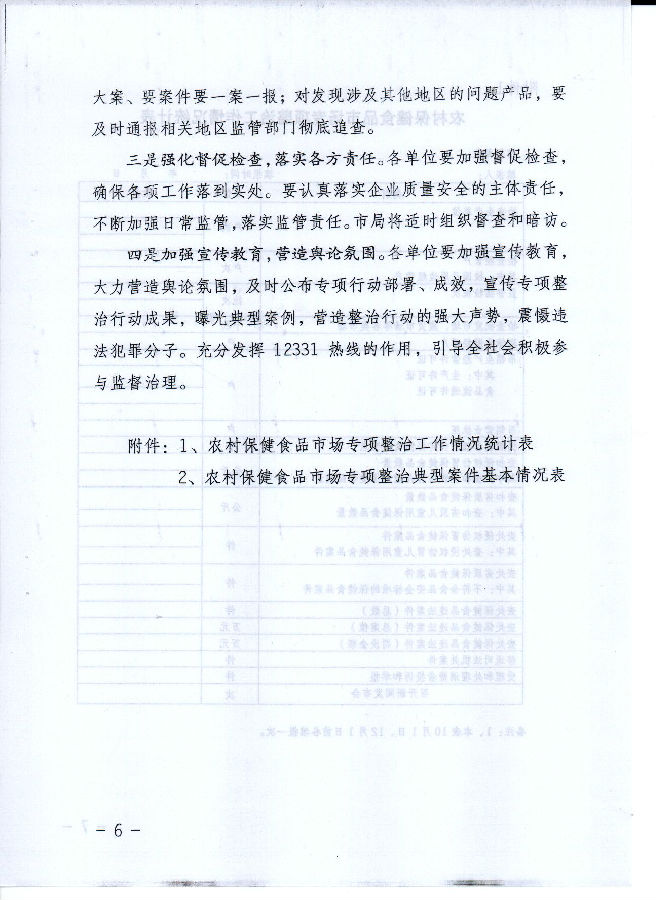 大案、要案件要一案一报；对发现涉及其他地区的问题产品，要
及时通报相关地区监管部门彻底追查。
三是强化督促检查，落实各方责任。各单位要加强督促检查，
确保各项工作落到实处。要认真落实企业质量安全的主体责任，
不断加强日常监管，落实监管责任。市局将适时组织督查和暗访。
四是加强宣传教育，营造舆论氛围。各单位要加强宣传教育，
大力营造舆论氛围，及时公布专项行动部署、成效，宣传专项整
治行动成果，曝光典型案例，营造整治行动的强大声势，震慑违
法犯罪分子。充分发挥 12331 热线的作用，引导全社会积极参
与监督治理。
附件：1、农村保健食品市场专项整治工作情况统计表
2、农村保健食品市场专项整治典型案件基本情况表
- 6 -